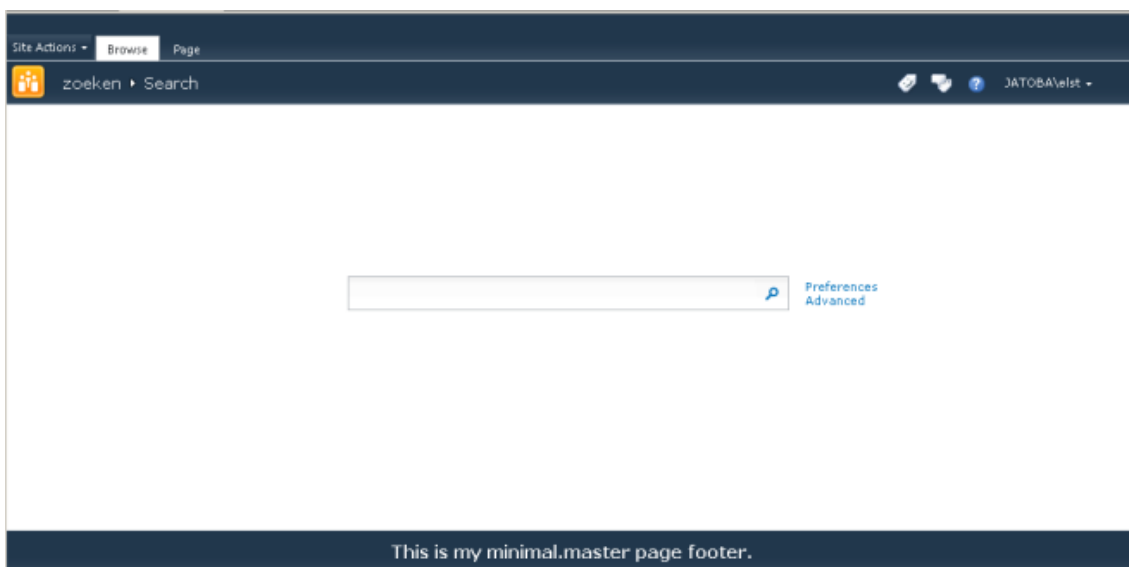 Site Actions Browse Page
zoeken Search JATOBA\elst
Preferences
Advanced
This is my minimal.master page footer.